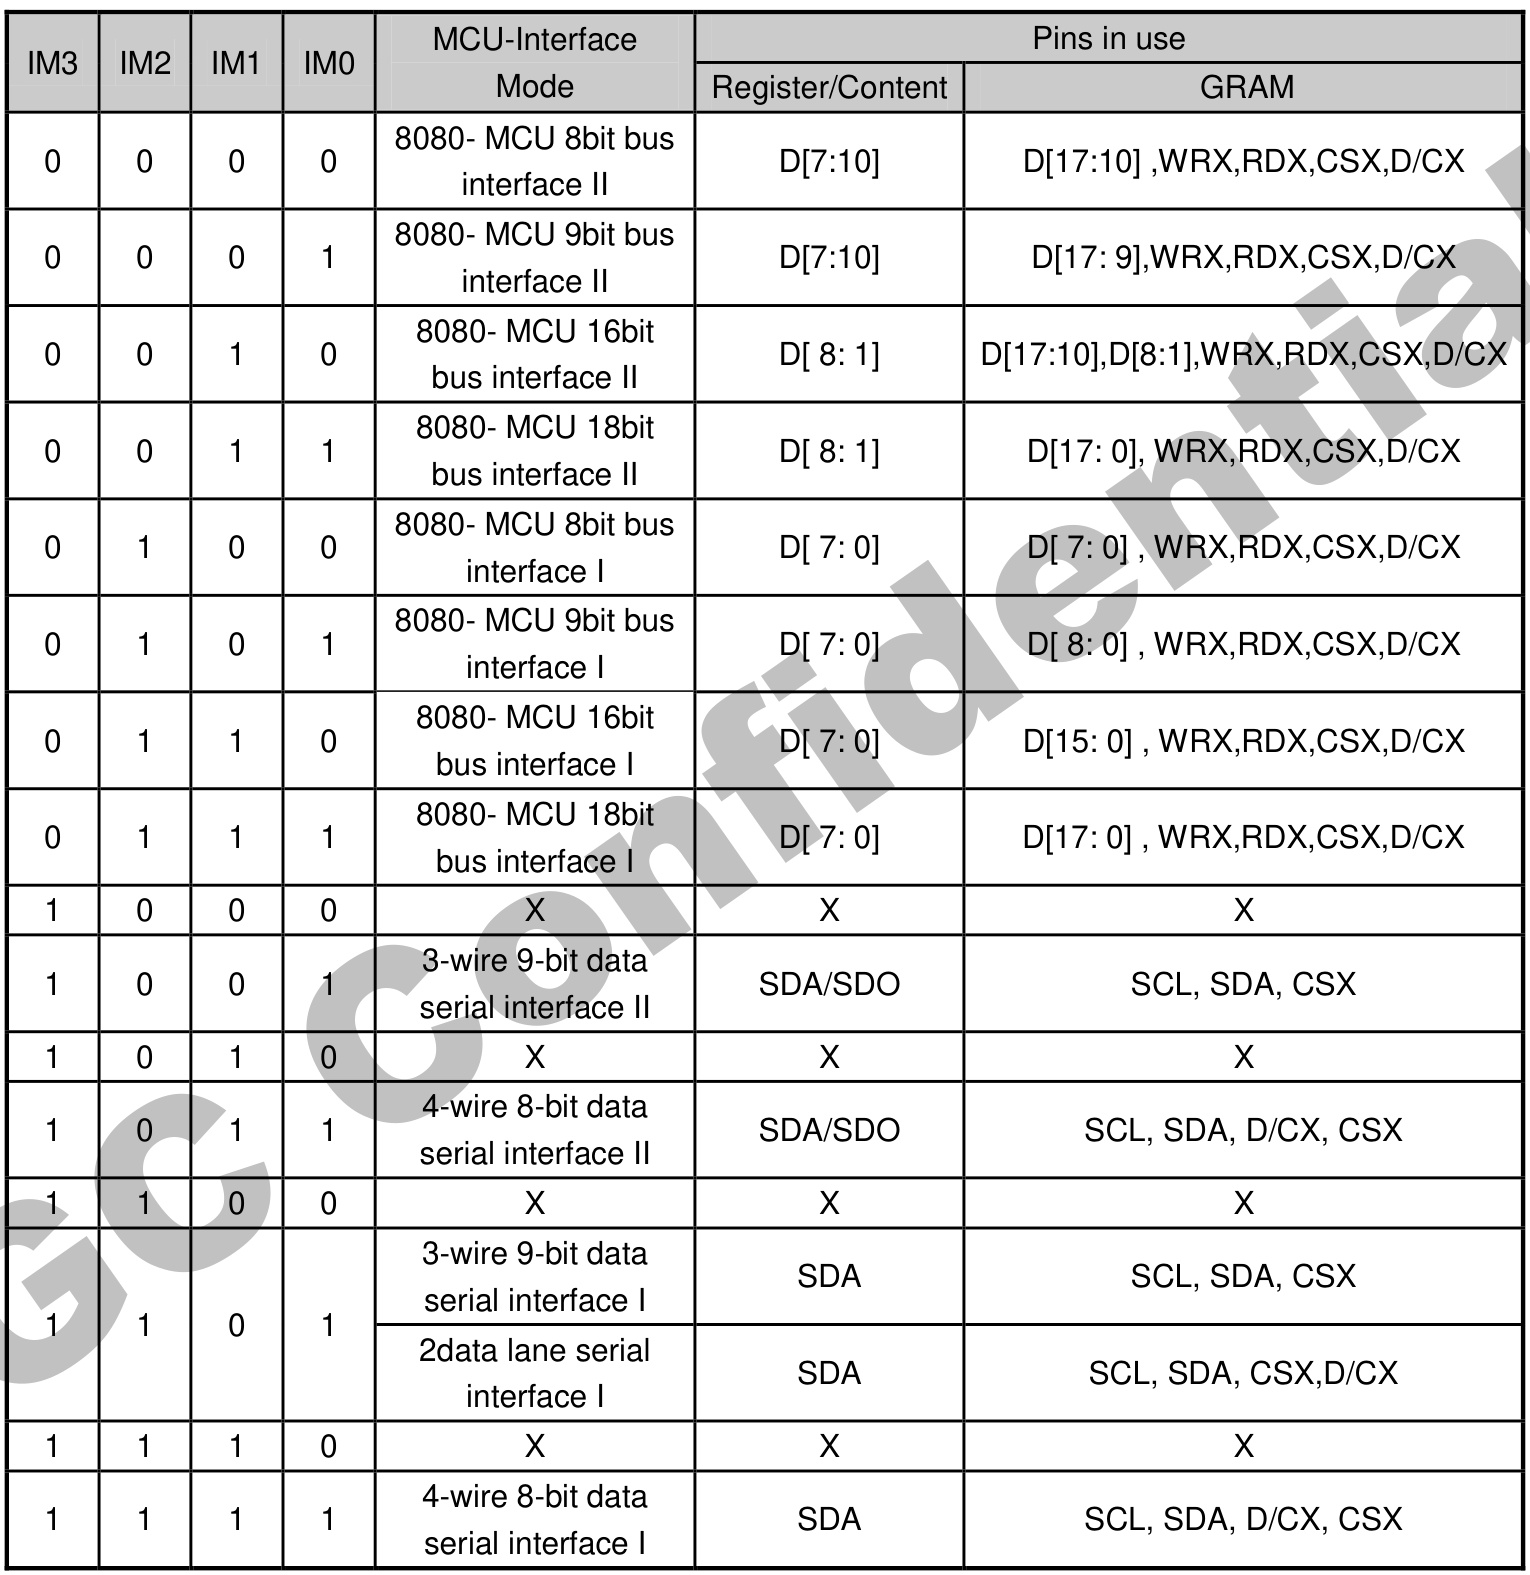 IM3 IM2 IM1 IM0 MCU-Interface Mode Pins in use
Register/Content GRAM
0 0 0 0 8080- MCU 8bit bus interface II D[7:10] D[17:10] ,WRX,RDX,CSX,D/CX
0 0 0 1 8080- MCU 9bit bus interface II D[7:10] D[17: 9],WRX,RDX,CSX,D/CX
0 0 1 0 8080- MCU 16bit bus interface II D[ 8: 1] D[17:10],D[8:1],WRX,RDX,CSX,D/CX
0 0 1 1 8080- MCU 18bit bus interface II D[ 8: 1] D[17: 0], WRX,RDX,CSX,D/CX
0 1 0 0 8080- MCU 8bit bus interface I D[ 7: 0] D[ 7: 0] , WRX,RDX,CSX,D/CX
0 1 0 1 8080- MCU 9bit bus interface I D[ 7: 0] D[ 8: 0] , WRX,RDX,CSX,D/CX
0 1 1 0 8080- MCU 16bit bus interface I D[ 7: 0] D[15: 0] , WRX,RDX,CSX,D/CX
0 1 1 1 8080- MCU 18bit bus interface I D[ 7: 0] D[17: 0] , WRX,RDX,CSX,D/CX
1 0 0 0 X X X
1 0 0 1 3-wire 9-bit data serial interface II SDA/SDO SCL, SDA, CSX
1 0 1 0 X X X
1 0 1 1 4-wire 8-bit data serial interface II SDA/SDO SCL, SDA, D/CX, CSX
1 1 0 0 X X X
1 1 0 1 3-wire 9-bit data serial interface I SDA SCL, SDA, CSX
2data lane serial interface I SDA SCL, SDA, CSX,D/CX
1 1 1 0 X X X
1 1 1 1 4-wire 8-bit data serial interface I SDA SCL, SDA, D/CX, CSX
GC Confidential